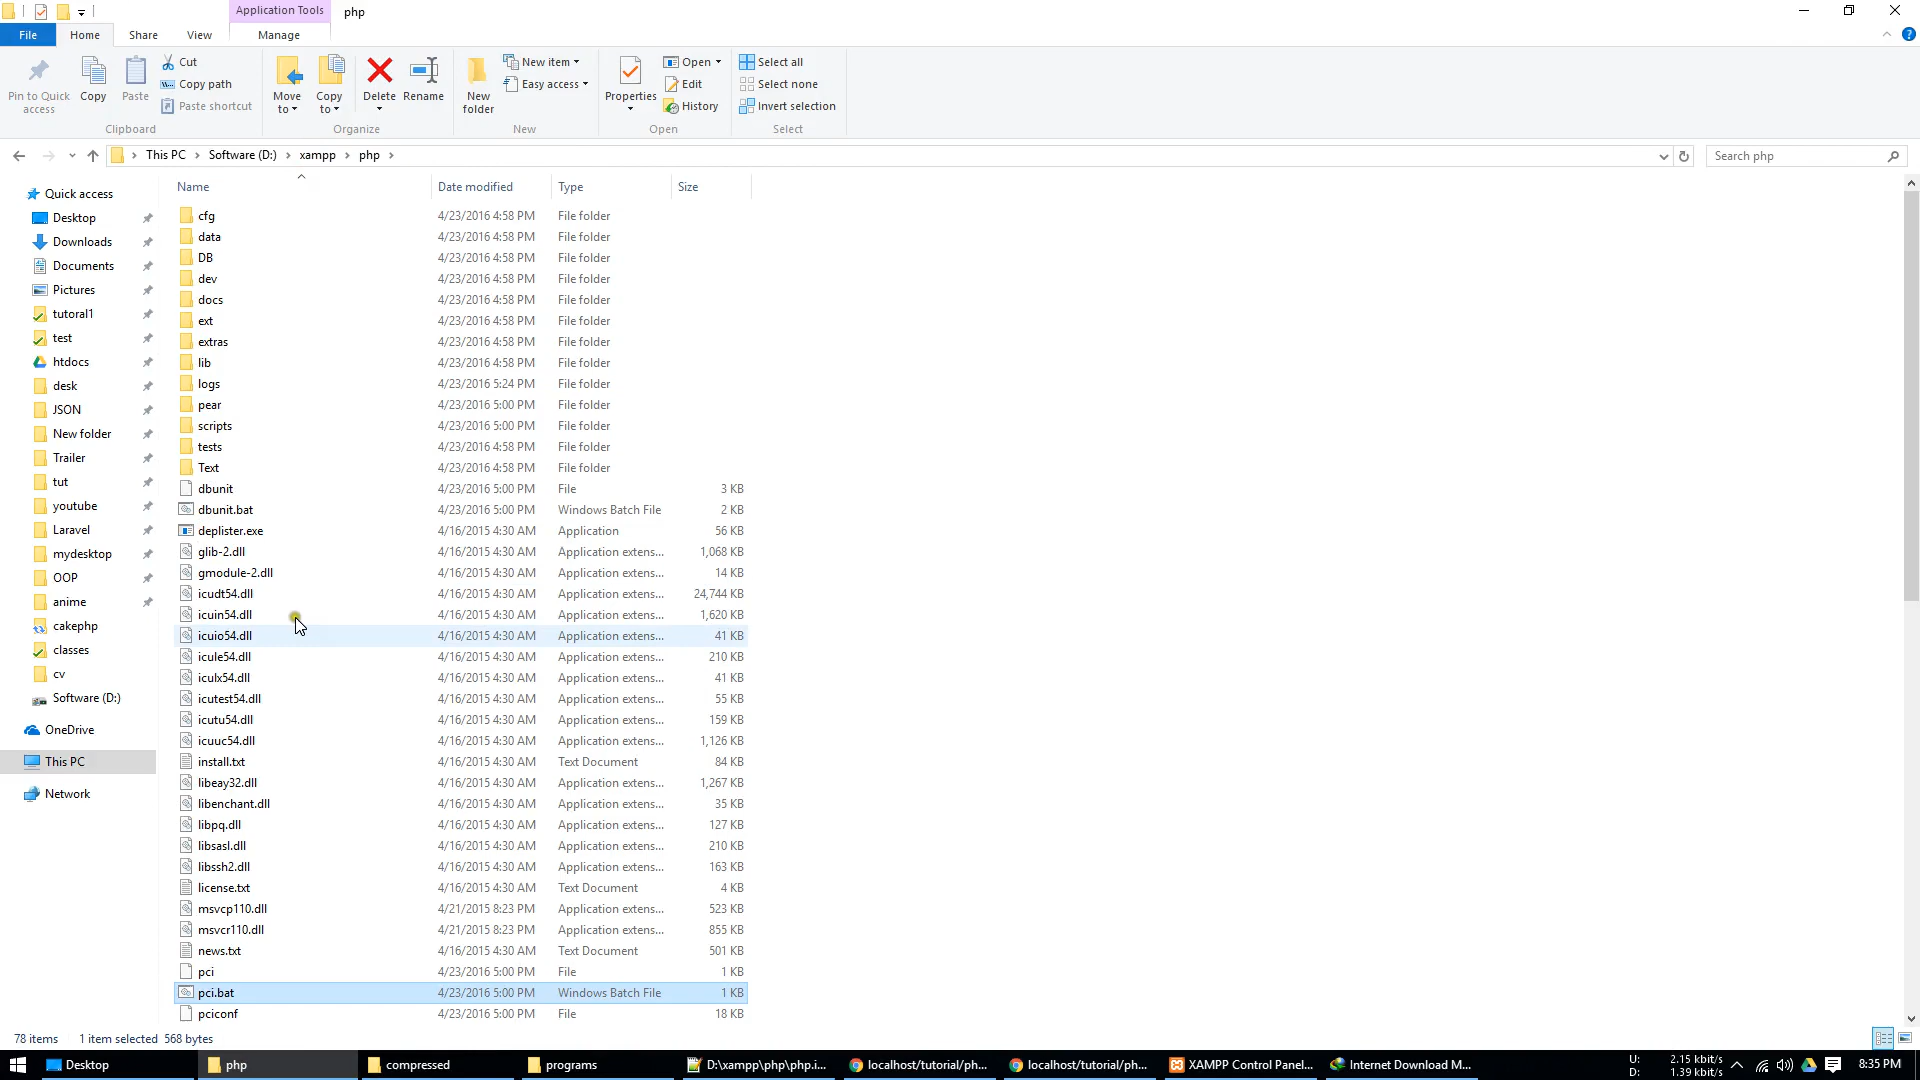 Application Tools
php
File
Home
Share
View
Manage
Pin to Quick access
Copy
Paste
Cut
Copy path
Paste shortcut
Clipboard
Move to
Copy to
Delete
Rename
Organize
New folder
New item
Easy access
New
Properties
Open
Edit
History
Open
Select all
Select none
Invert selection
Select
This PC > Software (D:) > xampp > php >
Search php
Name Date modified Type Size
Quick access
Desktop
Downloads
Documents
Pictures
tutoral1
test
htdocs
desk
JSON
New folder
Trailer
tut
youtube
Laravel
mydesktop
OOP
anime
cakephp
classes
cv
Software (D:)
OneDrive
This PC
Network
cfg 4/23/2016 4:58 PM File folder
data 4/23/2016 4:58 PM File folder
DB 4/23/2016 4:58 PM File folder
dev 4/23/2016 4:58 PM File folder
docs 4/23/2016 4:58 PM File folder
ext 4/23/2016 4:58 PM File folder
extras 4/23/2016 4:58 PM File folder
lib 4/23/2016 4:58 PM File folder
logs 4/23/2016 5:24 PM File folder
pear 4/23/2016 5:00 PM File folder
scripts 4/23/2016 5:00 PM File folder
tests 4/23/2016 4:58 PM File folder
Text 4/23/2016 4:58 PM File folder
dbunit 4/23/2016 5:00 PM File 3 KB
dbunit.bat 4/23/2016 5:00 PM Windows Batch File 2 KB
deplister.exe 4/16/2015 4:30 AM Application 56 KB
glib-2.dll 4/16/2015 4:30 AM Application extens... 1,068 KB
gmodule-2.dll 4/16/2015 4:30 AM Application extens... 14 KB
icudt54.dll 4/16/2015 4:30 AM Application extens... 24,744 KB
icuin54.dll 4/16/2015 4:30 AM Application extens... 1,620 KB
icuio54.dll 4/16/2015 4:30 AM Application extens... 41 KB
icule54.dll 4/16/2015 4:30 AM Application extens... 210 KB
iculx54.dll 4/16/2015 4:30 AM Application extens... 41 KB
icutest54.dll 4/16/2015 4:30 AM Application extens... 55 KB
icutu54.dll 4/16/2015 4:30 AM Application extens... 159 KB
icuuc54.dll 4/16/2015 4:30 AM Application extens... 1,126 KB
install.txt 4/16/2015 4:30 AM Text Document 84 KB
libeay32.dll 4/16/2015 4:30 AM Application extens... 1,267 KB
libenchant.dll 4/16/2015 4:30 AM Application extens... 35 KB
libpq.dll 4/16/2015 4:30 AM Application extens... 127 KB
libsasl.dll 4/16/2015 4:30 AM Application extens... 210 KB
libssh2.dll 4/16/2015 4:30 AM Application extens... 163 KB
license.txt 4/16/2015 4:30 AM Text Document 4 KB
msvcp110.dll 4/21/2015 8:23 PM Application extens... 523 KB
msvcr110.dll 4/21/2015 8:23 PM Application extens... 855 KB
news.txt 4/16/2015 4:30 AM Text Document 501 KB
pci 4/23/2016 5:00 PM File 1 KB
pci.bat 4/23/2016 5:00 PM Windows Batch File 1 KB
pciconf 4/23/2016 5:00 PM File 18 KB
78 items 1 item selected 568 bytes
Desktop
php
compressed
programs
D:\xampp\php\php.i...
localhost/tutorial/ph...
localhost/tutorial/ph...
XAMPP Control Panel...
Internet Download M...
U: 2.15 kbit/s
D: 1.39 kbit/s
8:35 PM